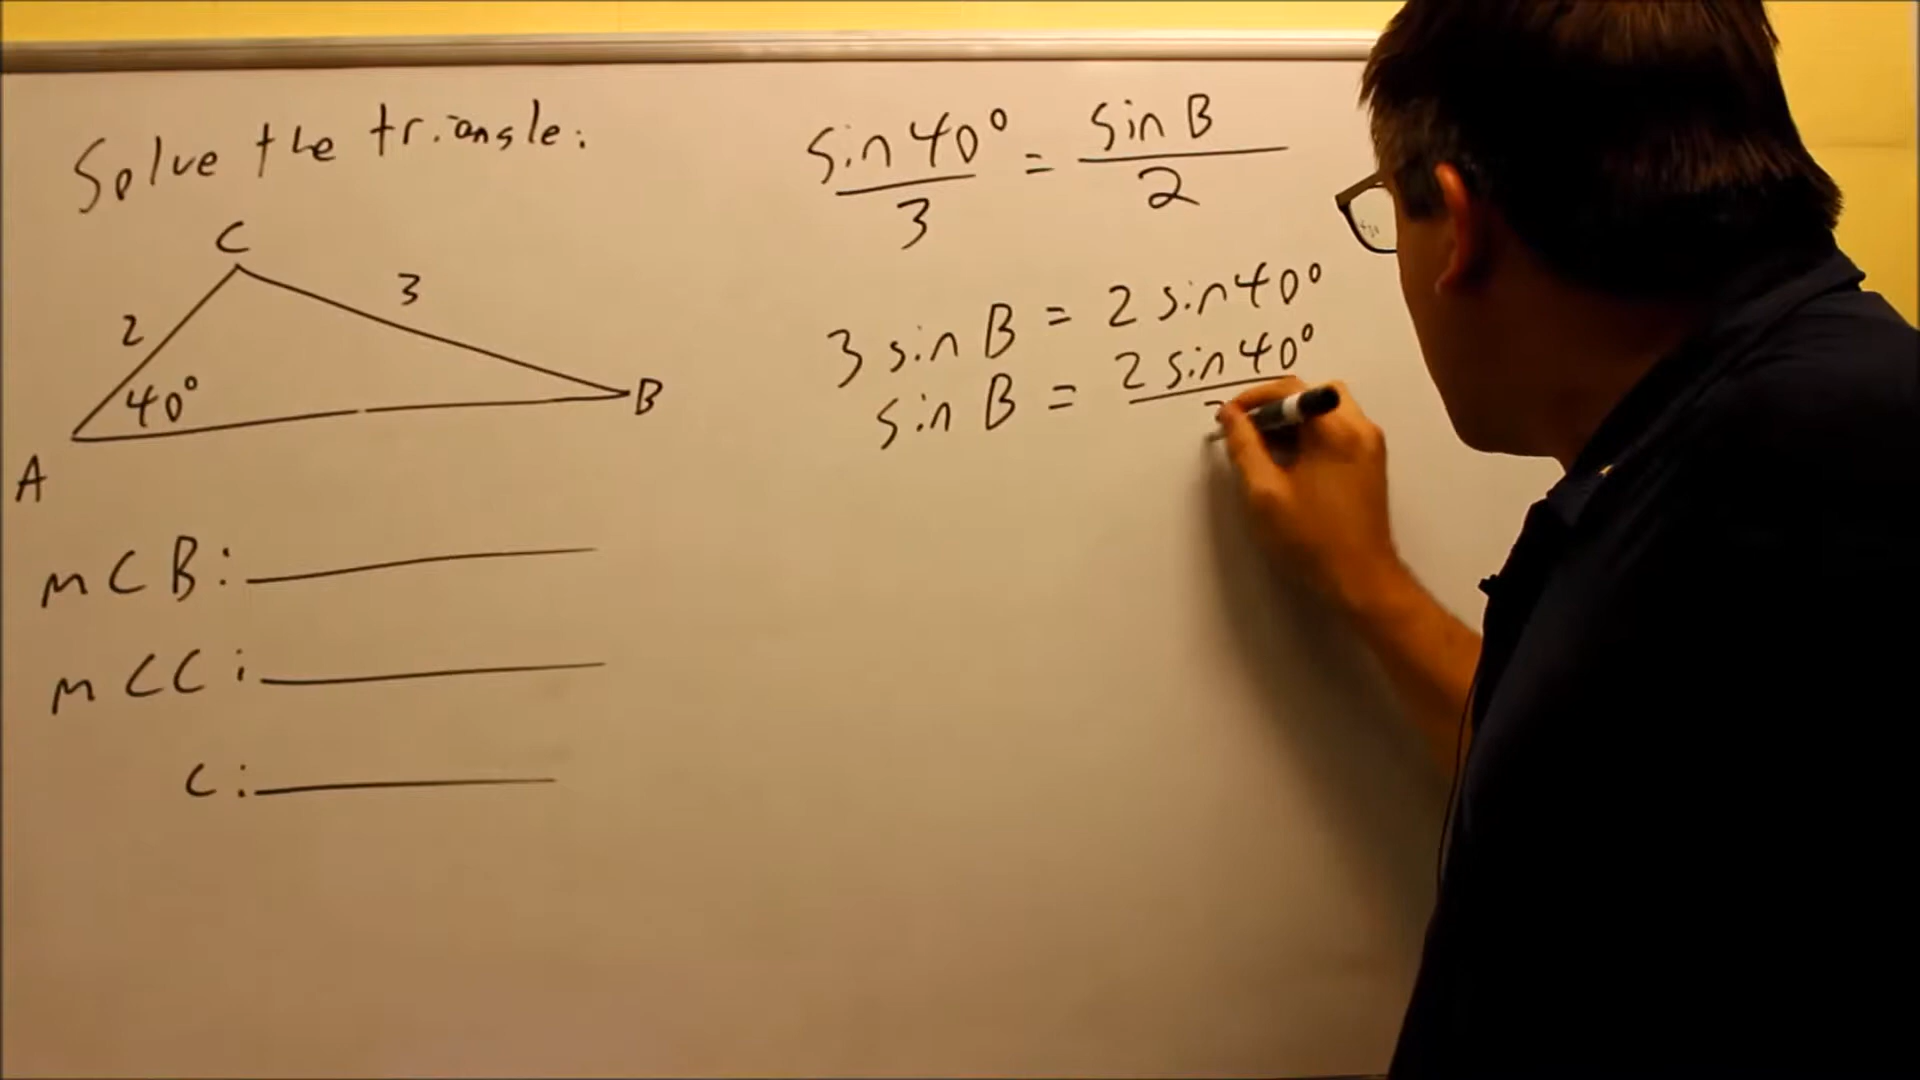 Solve the triangle:
C
2
3
40°
B
A
m∠B:
m∠C:
c:
sin 40° / 3 = sin B / 2
3 sin B = 2 sin 40°
sin B = 2 sin 40°